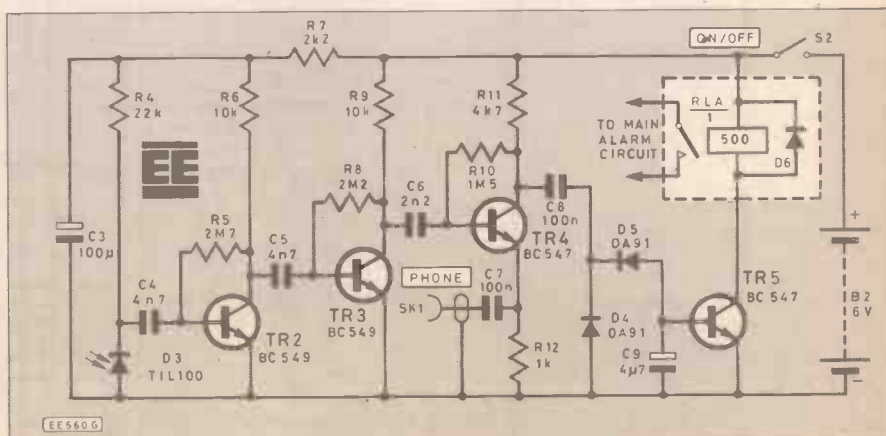 R7
2k2
ON/OFF
S2
R4
22k
R6
10k
R9
10k
R11
4k7
RLA
1
500
TO MAIN
ALARM
CIRCUIT
D6
EE
R8
2M2
R10
1M5
C6
2n2
C8
100n
R5
2M7
C5
4n7
TR4
BC547
D5
OA91
C3
100µ
C4
4n7
TR3
BC549
PHONE
C7
100n
SK1
TR5
BC 547
B2
6V
TR2
BC549
D4
OA91
R12
1k
C9
4µ7
D3
TIL100
EE560G
+
−